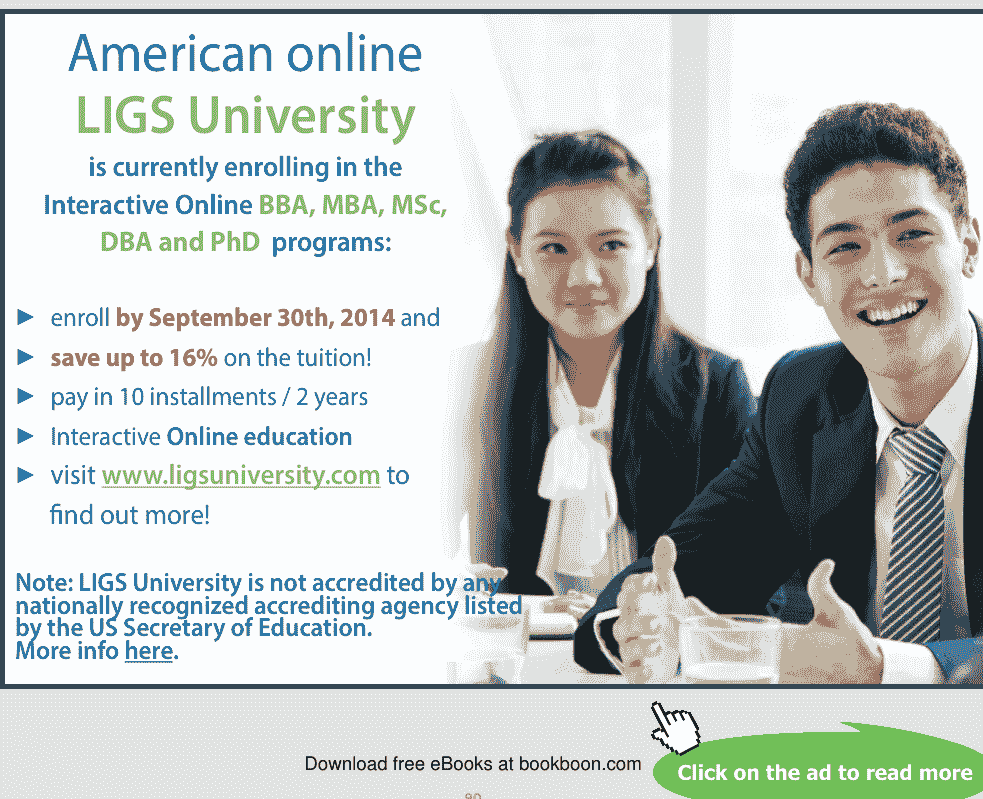 American online
LIGS University
is currently enrolling in the
Interactive Online BBA, MBA, MSc,
DBA and PhD programs:
► enroll by September 30th, 2014 and
► save up to 16% on the tuition!
► pay in 10 installments / 2 years
► Interactive Online education
► visit www.ligsuniversity.com to
find out more!
Note: LIGS University is not accredited by any
nationally recognized accrediting agency listed
by the US Secretary of Education.
More info here.
Download free eBooks at bookboon.com
Click on the ad to read more